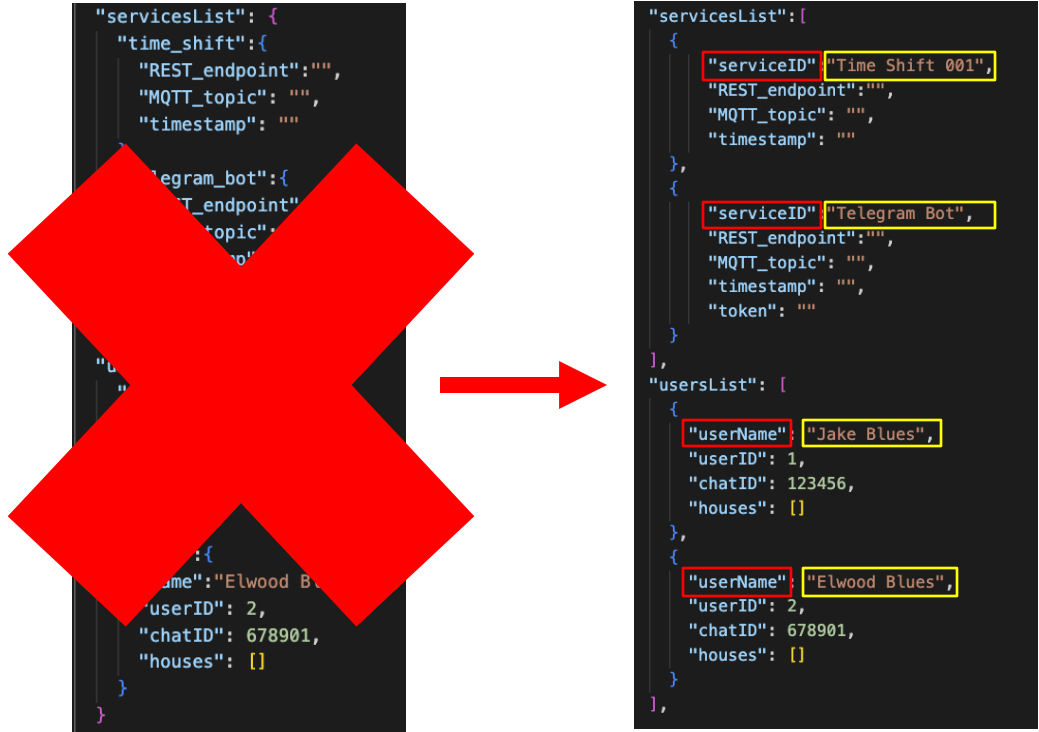 "servicesList": {
"time_shift":{
"REST_endpoint":"",
"MQTT_topic": "",
"timestamp": ""
{
"REST_endpoint"
"userID": 2,
"chatID": 678901,
"houses": []
}
}
"servicesList":[
{
"serviceID":"Time Shift 001",
"REST_endpoint":"",
"MQTT_topic": "",
"timestamp": ""
},
{
"serviceID":"Telegram Bot",
"REST_endpoint":"",
"MQTT_topic": "",
"timestamp": "",
"token": ""
}
],
"usersList": [
{
"userName": "Jake Blues",
"userID": 1,
"chatID": 123456,
"houses": []
},
{
"userName": "Elwood Blues",
"userID": 2,
"chatID": 678901,
"houses": []
}
],